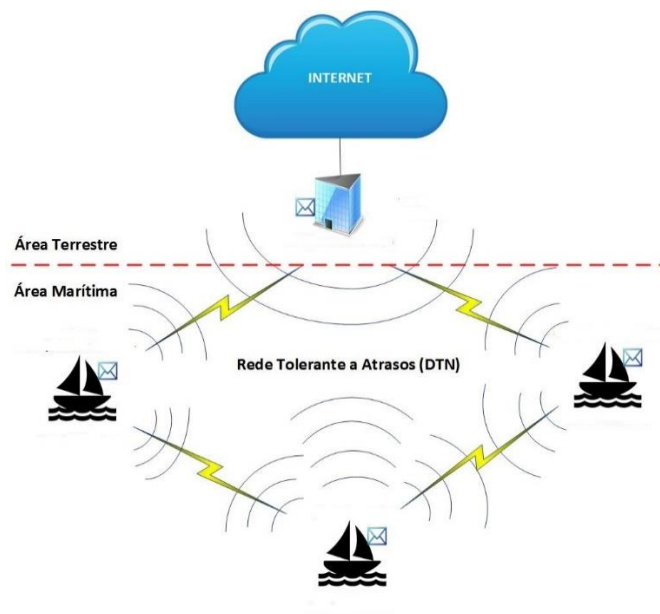 INTERNET
Área Terrestre
Área Marítima
Rede Tolerante a Atrasos (DTN)